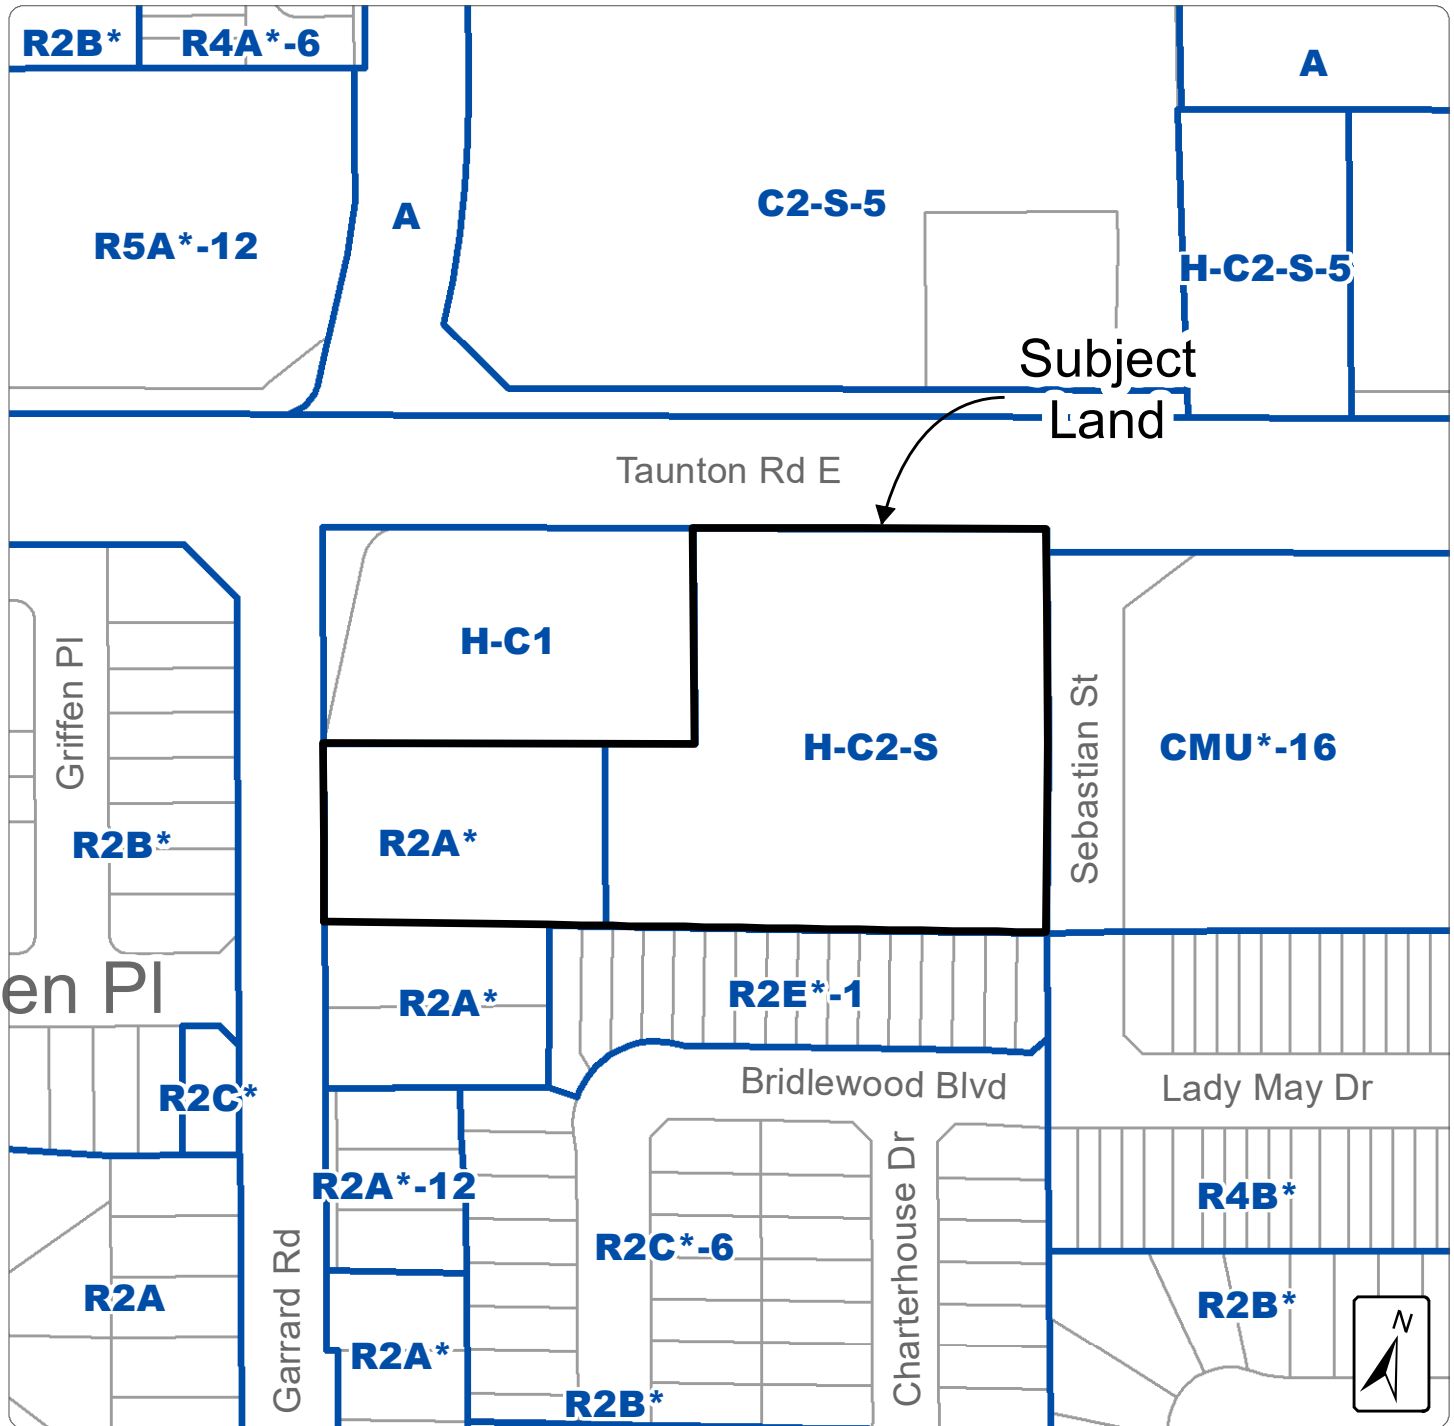 R2B*
R4A*-6
A
C2-S-5
A
R5A*-12
H-C2-S-5
Subject
Land
Taunton Rd E
H-C1
Griffen Pl
Sebastian St
H-C2-S
CMU*-16
R2A*
R2B*
en Pl
R2A*
R2E*-1
Bridlewood Blvd
Lady May Dr
R2C*
R2A*-12
R4B*
R2C*-6
Charterhouse Dr
Garrard Rd
R2A
R2B*
R2A*
R2B*
N